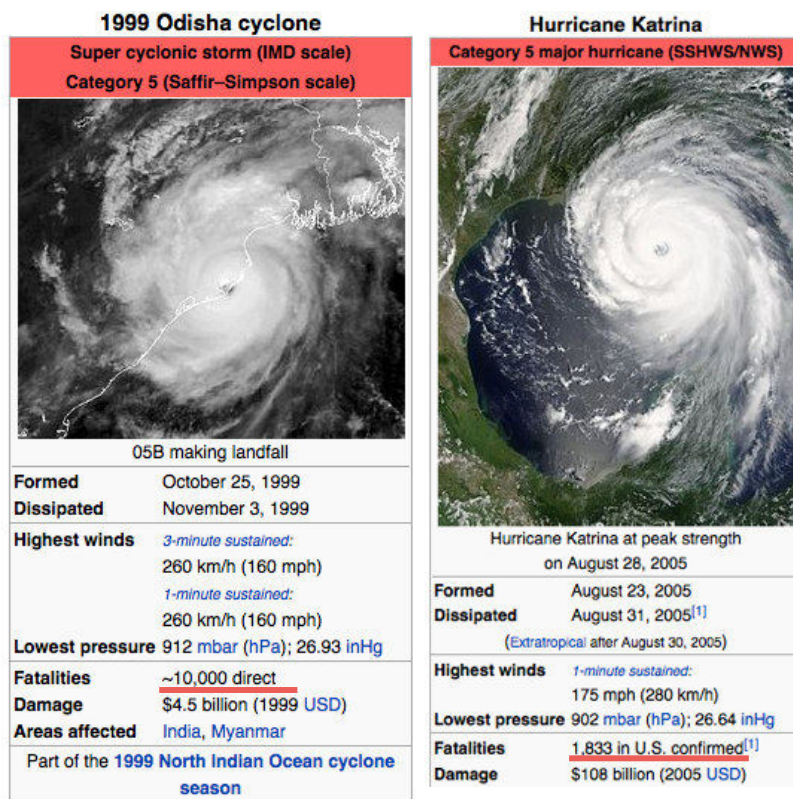 1999 Odisha cyclone
Super cyclonic storm (IMD scale)
Category 5 (Saffir–Simpson scale)
05B making landfall
Formed October 25, 1999
Dissipated November 3, 1999
Highest winds 3-minute sustained:
260 km/h (160 mph)
1-minute sustained:
260 km/h (160 mph)
Lowest pressure 912 mbar (hPa); 26.93 inHg
Fatalities ~10,000 direct
Damage $4.5 billion (1999 USD)
Areas affected India, Myanmar
Part of the 1999 North Indian Ocean cyclone
season
Hurricane Katrina
Category 5 major hurricane (SSHWS/NWS)
Hurricane Katrina at peak strength
on August 28, 2005
Formed August 23, 2005
Dissipated August 31, 2005[1]
(Extratropical after August 30, 2005)
Highest winds 1-minute sustained:
175 mph (280 km/h)
Lowest pressure 902 mbar (hPa); 26.64 inHg
Fatalities 1,833 in U.S. confirmed[1]
Damage $108 billion (2005 USD)